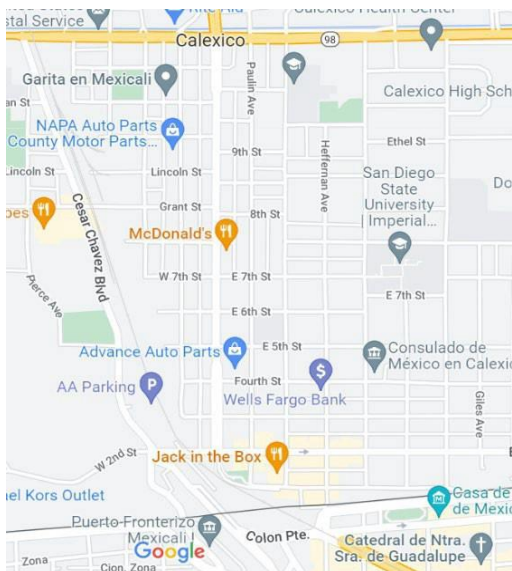 stal Service
Rite Aid
Calexico Health Center
Calexico
98
Garita en Mexicali
Paulin Ave
Calexico High Sch
an St
NAPA Auto Parts
County Motor Parts...
Heffernan Ave
Ethel St
9th St
Lincoln St
Lincoln St
San Diego
State
University
| Imperial...
Do
Cesar Chavez Blvd
Grant St
8th St
pes
McDonald's
Pierce Ave
W 7th St
E 7th St
E 7th St
E 6th St
E 5th St
Advance Auto Parts
Consulado de
México en Calexic
AA Parking
Fourth St
Wells Fargo Bank
Giles Ave
W 2nd St
Jack in the Box
E
el Kors Outlet
Casa de
de Mexic
Puerto-Fronterizo
Mexicali I
Colon Pte.
Google
Catedral de Ntra.
Sra. de Guadalupe
Zona
Cion. Zona